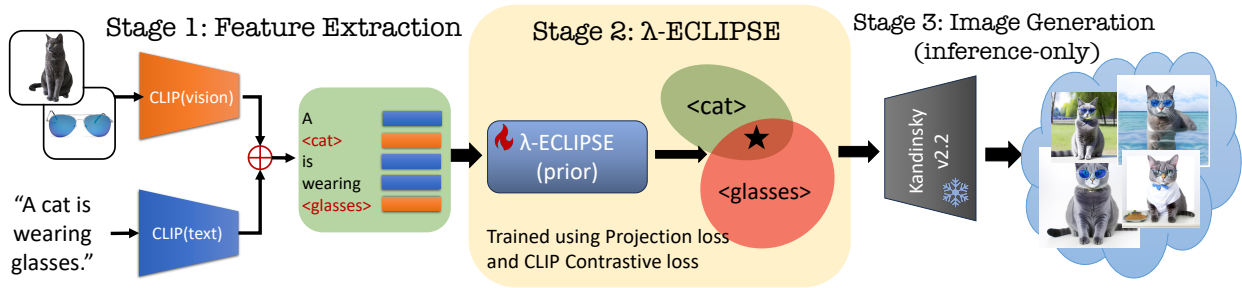 Stage 1: Feature Extraction
CLIP(vision)
"A cat is
wearing
glasses."
CLIP(text)
A
<cat>
is
wearing
<glasses>
Stage 2: λ-ECLIPSE
λ-ECLIPSE
(prior)
<cat>
<glasses>
Trained using Projection loss
and CLIP Contrastive loss
Stage 3: Image Generation
(inference-only)
Kandinsky
v2.2